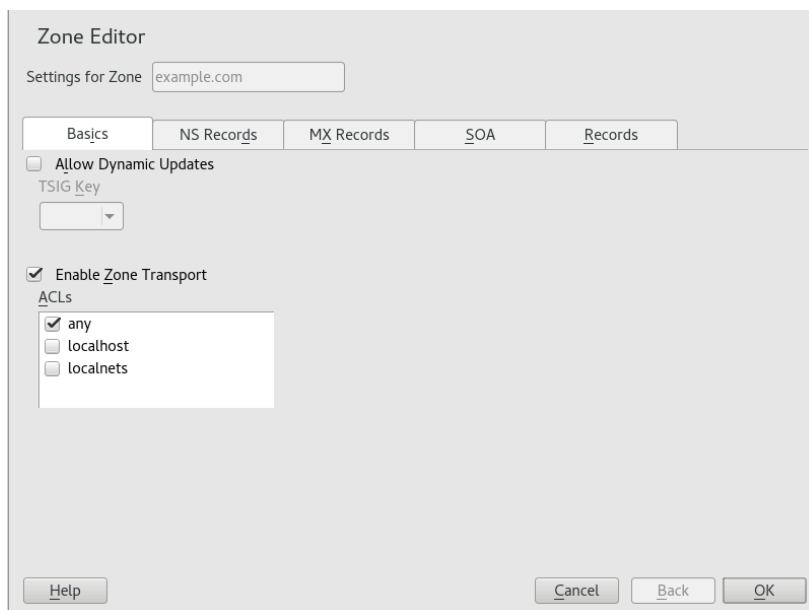 Zone Editor
Settings for Zone example.com
Basics NS Records MX Records SOA Records
Allow Dynamic Updates
TSIG Key
Enable Zone Transport
ACLs
any
localhost
localnets
Help Cancel Back OK